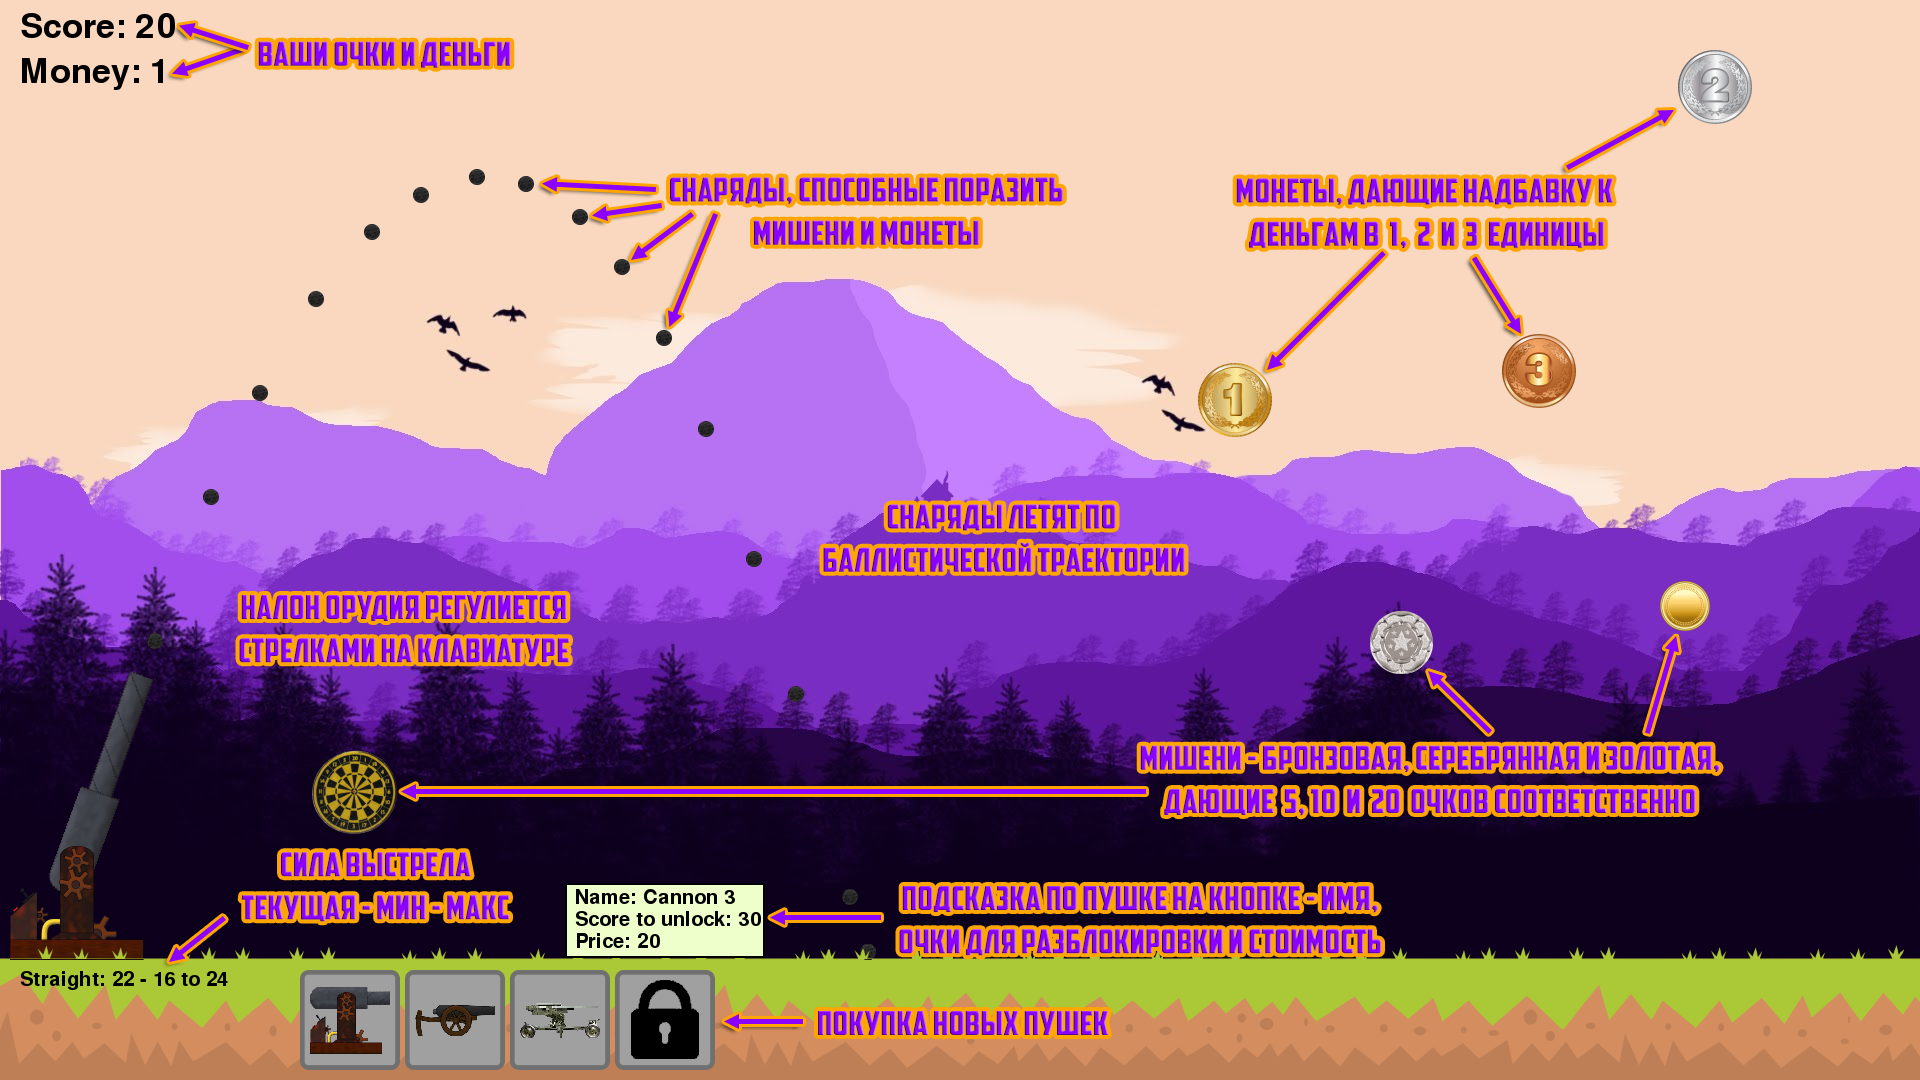 Score: 20
Money: 1
ВАШИ ОЧКИ И ДЕНЬГИ
2
СНАРЯДЫ, СПОСОБНЫЕ ПОРАЗИТЬ
МИШЕНИ И МОНЕТЫ
МОНЕТЫ, ДАЮЩИЕ НАДБАВКУ К
ДЕНЬГАМ В 1, 2 И 3 ЕДИНИЦЫ
1
3
СНАРЯДЫ ЛЕТЯТ ПО
БАЛЛИСТИЧЕСКОЙ ТРАЕКТОРИИ
НАЛОН ОРУДИЯ РЕГУЛИЕТСЯ
СТРЕЛКАМИ НА КЛАВИАТУРЕ
МИШЕНИ - БРОНЗОВАЯ, СЕРЕБРЯННАЯ И ЗОЛОТАЯ,
ДАЮЩИЕ 5, 10 И 20 ОЧКОВ СООТВЕТСТВЕННО
СИЛА ВЫСТРЕЛА
ТЕКУЩАЯ - МИН - МАКС
Name: Cannon 3
Score to unlock: 30
Price: 20
ПОДСКАЗКА ПО ПУШКЕ НА КНОПКЕ - ИМЯ,
ОЧКИ ДЛЯ РАЗБЛОКИРОВКИ И СТОИМОСТЬ
Straight: 22 - 16 to 24
ПОКУПКА НОВЫХ ПУШЕК